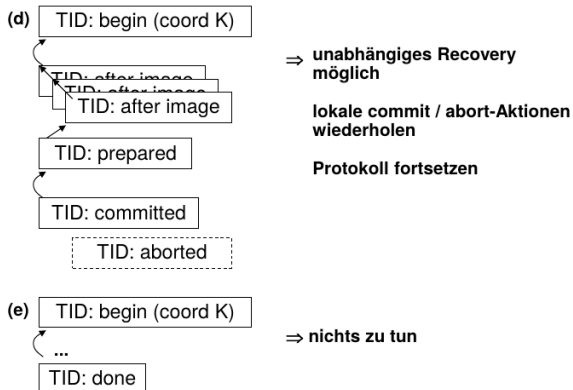 (d)
TID: begin (coord K)
⇒ unabhängiges Recovery
möglich
TID: after image
TID: after image
TID: after image
lokale commit / abort-Aktionen
wiederholen
TID: prepared
Protokoll fortsetzen
TID: committed
TID: aborted
(e)
TID: begin (coord K)
⇒ nichts zu tun
...
TID: done